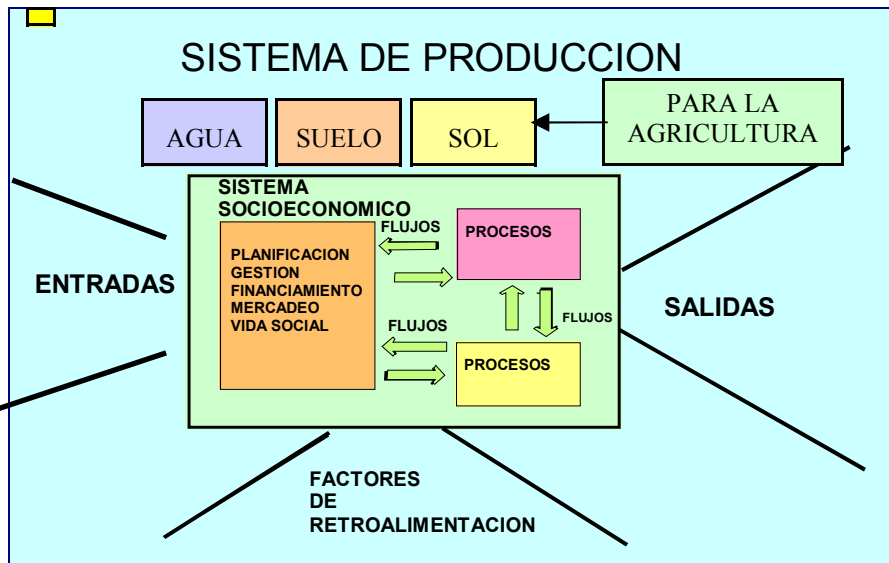 SISTEMA DE PRODUCCION
AGUA
SUELO
SOL
PARA LA
AGRICULTURA
SISTEMA
SOCIOECONOMICO
FLUJOS
PROCESOS
PLANIFICACION
GESTION
FINANCIAMIENTO
MERCADEO
VIDA SOCIAL
ENTRADAS
SALIDAS
FLUJOS
FLUJOS
PROCESOS
FACTORES
DE
RETROALIMENTACION